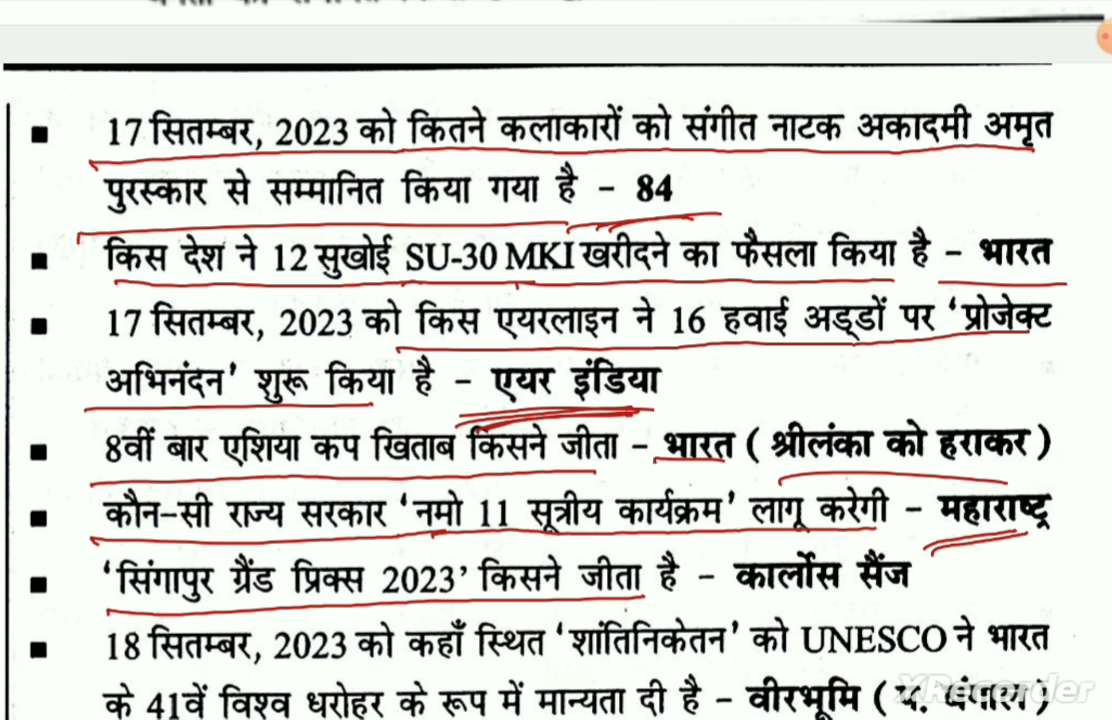 17 सितम्बर, 2023 को कितने कलाकारों को संगीत नाटक अकादमी अमृत
पुरस्कार से सम्मानित किया गया है – 84
किस देश ने 12 सुखोई SU-30 MKI खरीदने का फैसला किया है – भारत
17 सितम्बर, 2023 को किस एयरलाइन ने 16 हवाई अड्डों पर ‘प्रोजेक्ट
अभिनंदन’ शुरू किया है – एयर इंडिया
8वीं बार एशिया कप खिताब किसने जीता – भारत ( श्रीलंका को हराकर )
कौन-सी राज्य सरकार ‘नमो 11 सूत्रीय कार्यक्रम’ लागू करेगी – महाराष्ट्र
‘सिंगापुर ग्रैंड प्रिक्स 2023’ किसने जीता है – कार्लोस सैंज
18 सितम्बर, 2023 को कहाँ स्थित ‘शांतिनिकेतन’ को UNESCO ने भारत
के 41वें विश्व धरोहर के रूप में मान्यता दी है – वीरभूमि ( प. बंगाल )
XRecorder